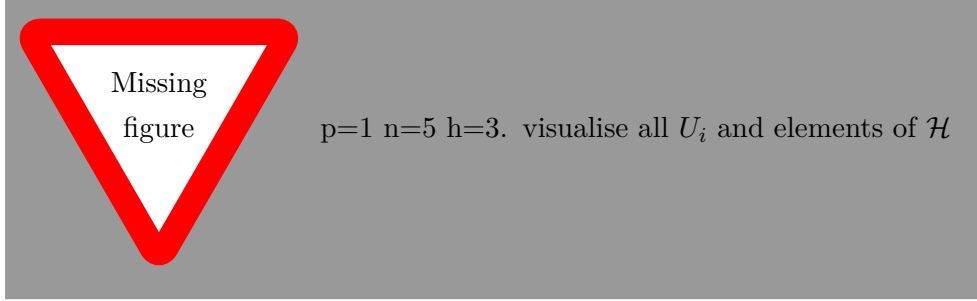 Missing
figure
p=1 n=5 h=3. visualise all $U_i$ and elements of $\mathcal{H}$